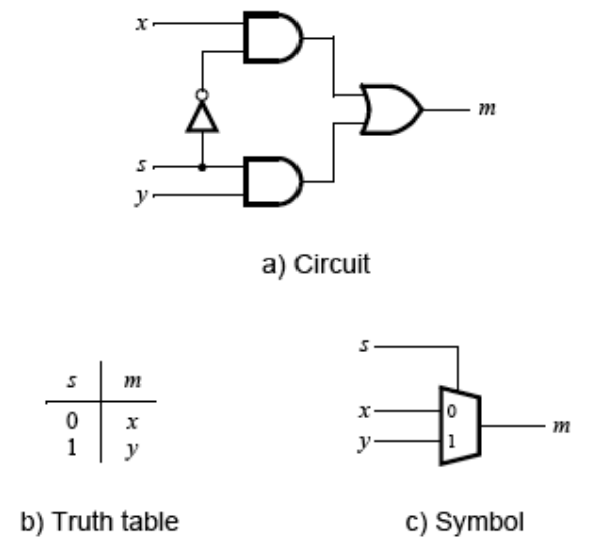 x
m
s
y
a) Circuit
s m
0 x
1 y
s
x 0
m
y 1
b) Truth table
c) Symbol